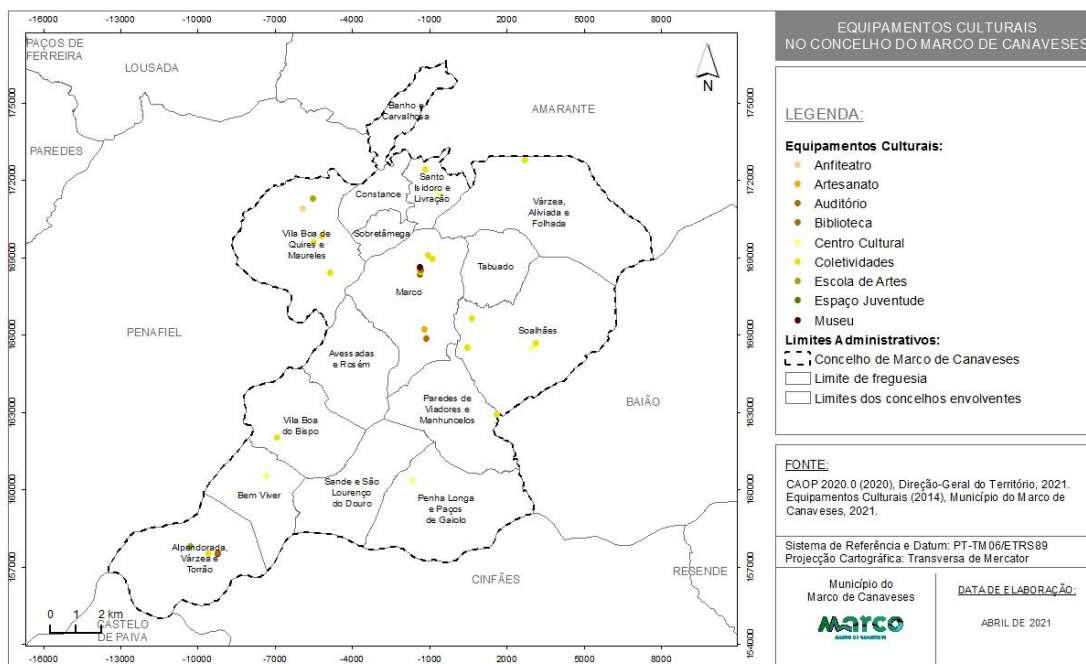 -16000 -13000 -10000 -7000 -4000 -1000 2000 5000 8000
PAÇOS DE
FERREIRA
LOUSADA
PAREDES
AMARANTE
PENAFIEL
BAIÃO
CINFÃES
RESENDE
CASTELO
DE PAIVA
N
Banho e
Carvalhosa
Santo
Isidoro e
Livração
Constance
Várzea,
Aliviada e
Folhada
Vila Boa de
Quires e
Maureles
Sobretâmega
Tabuado
Marco
Soalhães
Avessadas
e Rosém
Paredes de
Viadores e
Manhuncelos
Vila Boa
do Bispo
Bem Viver
Sande e São
Lourenço
do Douro
Penha Longa
e Paços
de Gaiolo
Alpendorada,
Várzea e
Torrão
0 1 2 km
175000
172000
169000
166000
163000
160000
157000
154000
175000
172000
169000
166000
163000
160000
157000
154000
-16000 -13000 -10000 -7000 -4000 -1000 2000 5000 8000
EQUIPAMENTOS CULTURAIS
NO CONCELHO DO MARCO DE CANAVESES
LEGENDA:
Equipamentos Culturais:
Anfiteatro
Artesanato
Auditório
Biblioteca
Centro Cultural
Coletividades
Escola de Artes
Espaço Juventude
Museu
Limites Administrativos:
Concelho de Marco de Canaveses
Limite de freguesia
Limites dos concelhos envolventes
FONTE:
CAOP 2020.0 (2020), Direção-Geral do Território, 2021.
Equipamentos Culturais (2014), Município do Marco de
Canaveses, 2021.
Sistema de Referência e Datum: PT-TM06/ETRS89
Projecção Cartográfica: Transversa de Mercator
Município do
Marco de Canaveses
MARCO
MARCO DE CANAVESES
DATA DE ELABORAÇÃO:
ABRIL DE 2021